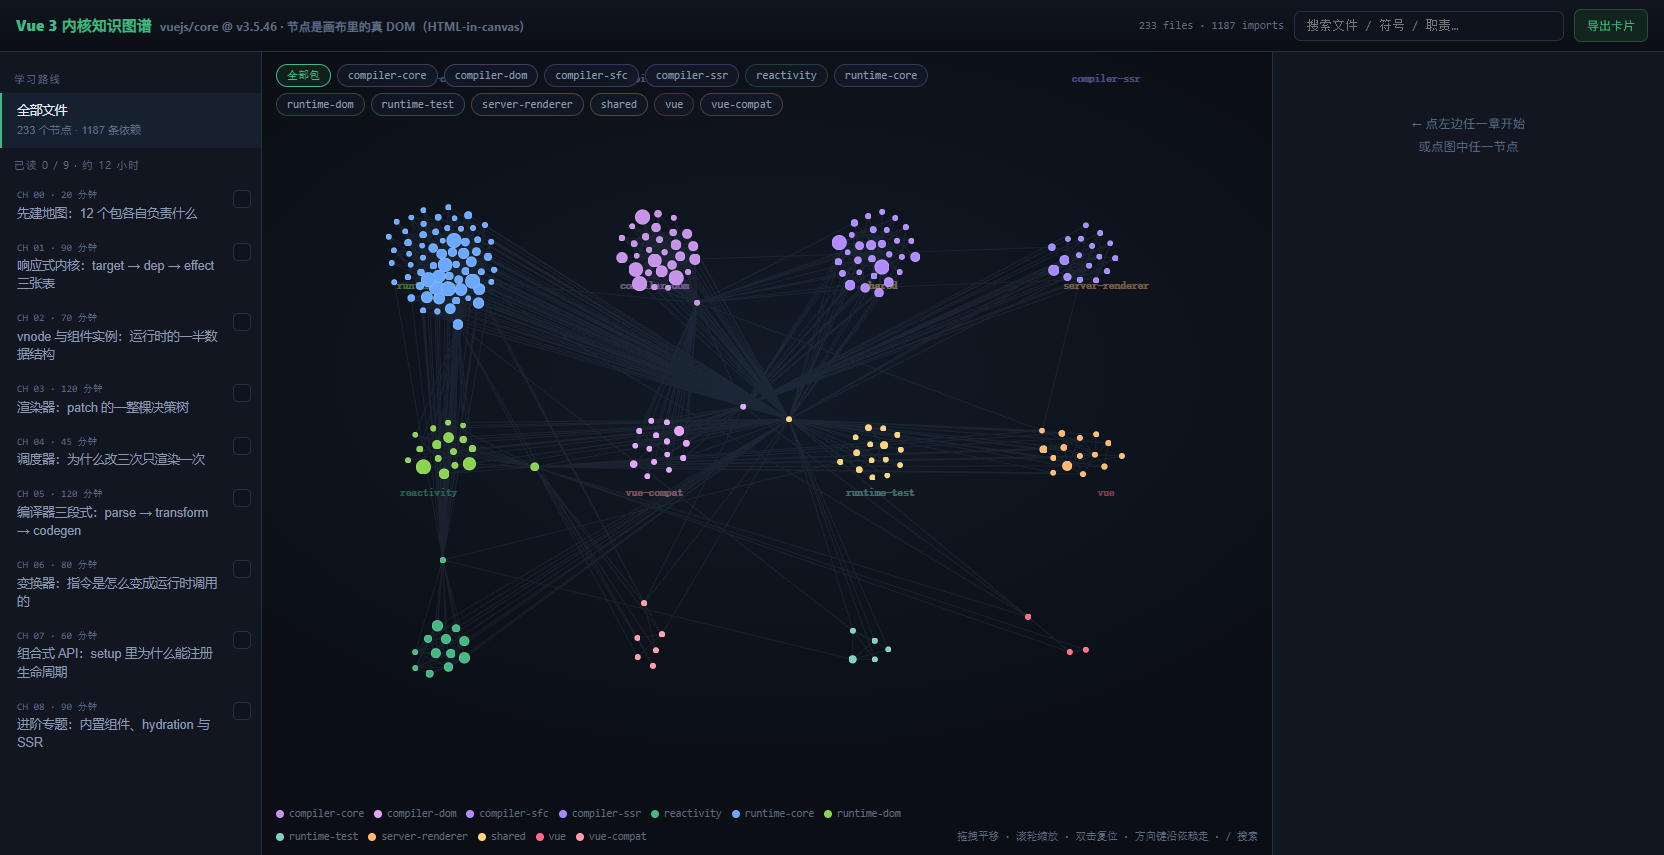 Vue 3 内核知识图谱 vuejs/core @ v3.5.46 · 节点是画布里的真 DOM（HTML-in-canvas）
233 files · 1187 imports
搜索文件 / 符号 / 职责…
导出卡片
学习路线
全部文件
233 个节点 · 1187 条依赖
已读 0 / 9 · 约 12 小时
CH 00 · 20 分钟
先建地图：12 个包各自负责什么
CH 01 · 90 分钟
响应式内核：target → dep → effect
三张表
CH 02 · 70 分钟
vnode 与组件实例：运行时的一半数
据结构
CH 03 · 120 分钟
渲染器：patch 的一整棵决策树
CH 04 · 45 分钟
调度器：为什么改三次只渲染一次
CH 05 · 120 分钟
编译器三段式：parse → transform
→ codegen
CH 06 · 80 分钟
变换器：指令是怎么变成运行时调用
的
CH 07 · 60 分钟
组合式 API：setup 里为什么能注册
生命周期
CH 08 · 90 分钟
进阶专题：内置组件、hydration 与
SSR
全部包 compiler-core compiler-dom compiler-sfc compiler-ssr reactivity runtime-core
runtime-dom runtime-test server-renderer shared vue vue-compat
compiler-ssr
compiler-dom
shared
server-renderer
reactivity
vue-compat
runtime-test
vue
compiler-core compiler-dom compiler-sfc compiler-ssr reactivity runtime-core runtime-dom
runtime-test server-renderer shared vue vue-compat
拖拽平移 · 滚轮缩放 · 双击复位 · 方向键沿依赖走 · / 搜索
← 点左边任一章开始
或点图中任一节点